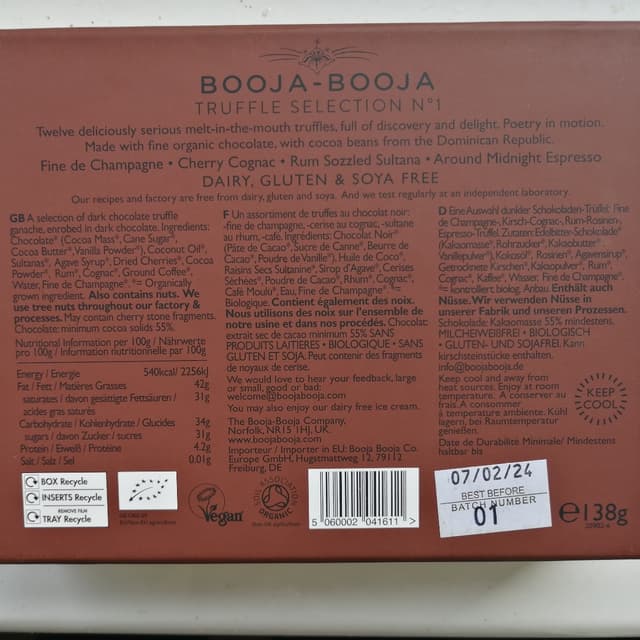 BOOJA-BOOJA
TRUFFLE SELECTION N°1
Twelve deliciously serious melt-in-the-mouth truffles, full of discovery and delight. Poetry in motion.
Made with fine organic chocolate, with cocoa beans from the Dominican Republic.
Fine de Champagne • Cherry Cognac • Rum Sozzled Sultana • Around Midnight Espresso
DAIRY, GLUTEN & SOYA FREE
Our recipes and factory are free from dairy, gluten and soya. And we test regularly at an independent laboratory.
GB A selection of dark chocolate truffle
ganache, enrobed in dark chocolate. Ingredients:
Chocolate* (Cocoa Mass*, Cane Sugar*,
Cocoa Butter*, Vanilla Powder*), Coconut Oil*,
Sultanas*, Agave Syrup*, Dried Cherries*, Cocoa
Powder*, Rum*, Cognac*, Ground Coffee*,
Water, Fine de Champagne*. *= Organically
grown ingredient. Also contains nuts. We
use tree nuts throughout our factory &
processes. May contain cherry stone fragments.
Chocolate: minimum cocoa solids 55%.
Nutritional Information per 100g / Nährwerte
pro 100g / Information nutritionnelle par 100g
Energy / Energie 540kcal/ 2256kJ
Fat / Fett / Matières Grasses 42g
saturates / davon gesättigte Fettsäuren / 31g
acides gras saturés
Carbohydrate / Kohlenhydrate / Glucides 34g
sugars / davon Zucker / sucres 31g
Protein / Eiweiß / Protéine 4.2g
Salt / Salz / Sel 0.01g
F Un assortiment de truffes au chocolat noir:
-fine de champagne, -cerise au cognac, -sultane
au rhum, -café. Ingrédients: Chocolat Noir*
(Pâte de Cacao*, Sucre de Canne*, Beurre de
Cacao*, Poudre de Vanille*), Huile de Coco*,
Raisins Secs Sultanine*, Sirop d'Agave*, Cerises
Séchées*, Poudre de Cacao*, Rhum*, Cognac*,
Café Moulu*, Eau, Fine de Champagne*. *=
Biologique. Contient également des noix.
Nous utilisons des noix sur l'ensemble de
notre usine et dans nos procédés. Chocolat:
extrait sec de cacao minimum 55% SANS
PRODUITS LAITIERES • BIOLOGIQUE • SANS
GLUTEN ET SOJA. Peut contenir des fragments
de noyaux de cerise.
We would love to hear your feedback, large
or small, good or bad:
welcome@boojabooja.com
You may also enjoy our dairy free ice cream.
The Booja-Booja Company,
Norfolk, NR15 1HJ, UK.
www.boojabooja.com
Importeur / Importer in EU: Booja Booja Co.
Europe GmbH, Hugstmattweg 12, 79112
Freiburg, DE
D Eine Auswahl dunkler Schokoladen-Trüffel: Fine
de Champagne-, Kirsch-Cognac-, Rum-Rosinen-,
Espresso-Trüffel. Zutaten: Edelbitter-Schokolade*
(Kakaomasse*, Rohrzucker*, Kakaobutter*,
Vanillepulver*), Kokosöl*, Rosinen*, Agavensirup*,
Getrocknete Kirschen*, Kakaopulver*, Rum*,
Cognac*, Kaffee*, Wasser, Fine de Champagne*.
*= kontrolliert biolog. Anbau. Enthält auch
Nüsse. Wir verwenden Nüsse in
unserer Fabrik und unseren Prozessen.
Schokolade: Kakaomasse 55% mindestens.
MILCHEIWEIßFREI • BIOLOGISCH
• GLUTEN- UND SOJAFREI. Kann
kirschsteinstücke enthalten.
info@boojabooja.de
Keep cool and away from
heat sources. Enjoy at room
temperature. A conserver au
frais. A consommer
à température ambiente. Kühl
lagern, bei Raumtemperatur
genießen.
Date de Durabilité Minimale/ Mindestens
haltbar bis
KEEP
COOL
BOX Recycle
INSERTS Recycle
REMOVE FILM
TRAY Recycle
Vegan
SOIL ASSOCIATION
ORGANIC
5 060002 041611 >
07/02/24
BEST BEFORE
BATCH NUMBER
01
e138g